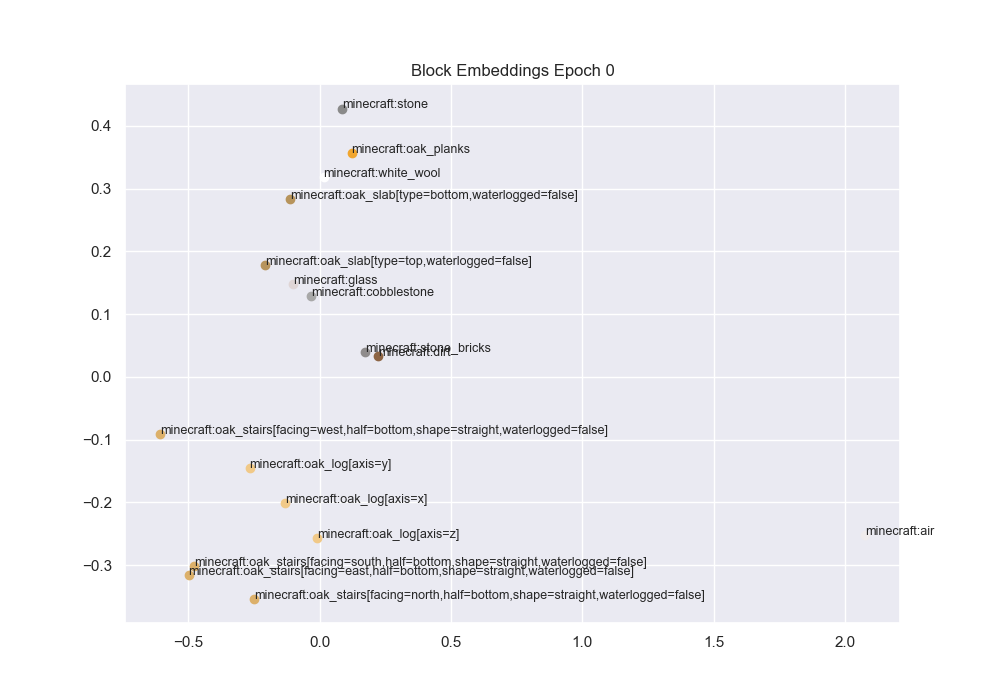 Block Embeddings Epoch 0
0.4
0.3
0.2
0.1
0.0
−0.1
−0.2
−0.3
minecraft:stone
minecraft:oak_planks
minecraft:white_wool
minecraft:oak_slab[type=bottom,waterlogged=false]
minecraft:oak_slab[type=top,waterlogged=false]
minecraft:glass
minecraft:cobblestone
minecraft:stone_bricks
minecraft:dirt
minecraft:oak_stairs[facing=west,half=bottom,shape=straight,waterlogged=false]
minecraft:oak_log[axis=y]
minecraft:oak_log[axis=x]
minecraft:oak_log[axis=z]
minecraft:air
minecraft:oak_stairs[facing=south,half=bottom,shape=straight,waterlogged=false]
minecraft:oak_stairs[facing=east,half=bottom,shape=straight,waterlogged=false]
minecraft:oak_stairs[facing=north,half=bottom,shape=straight,waterlogged=false]
−0.5 0.0 0.5 1.0 1.5 2.0